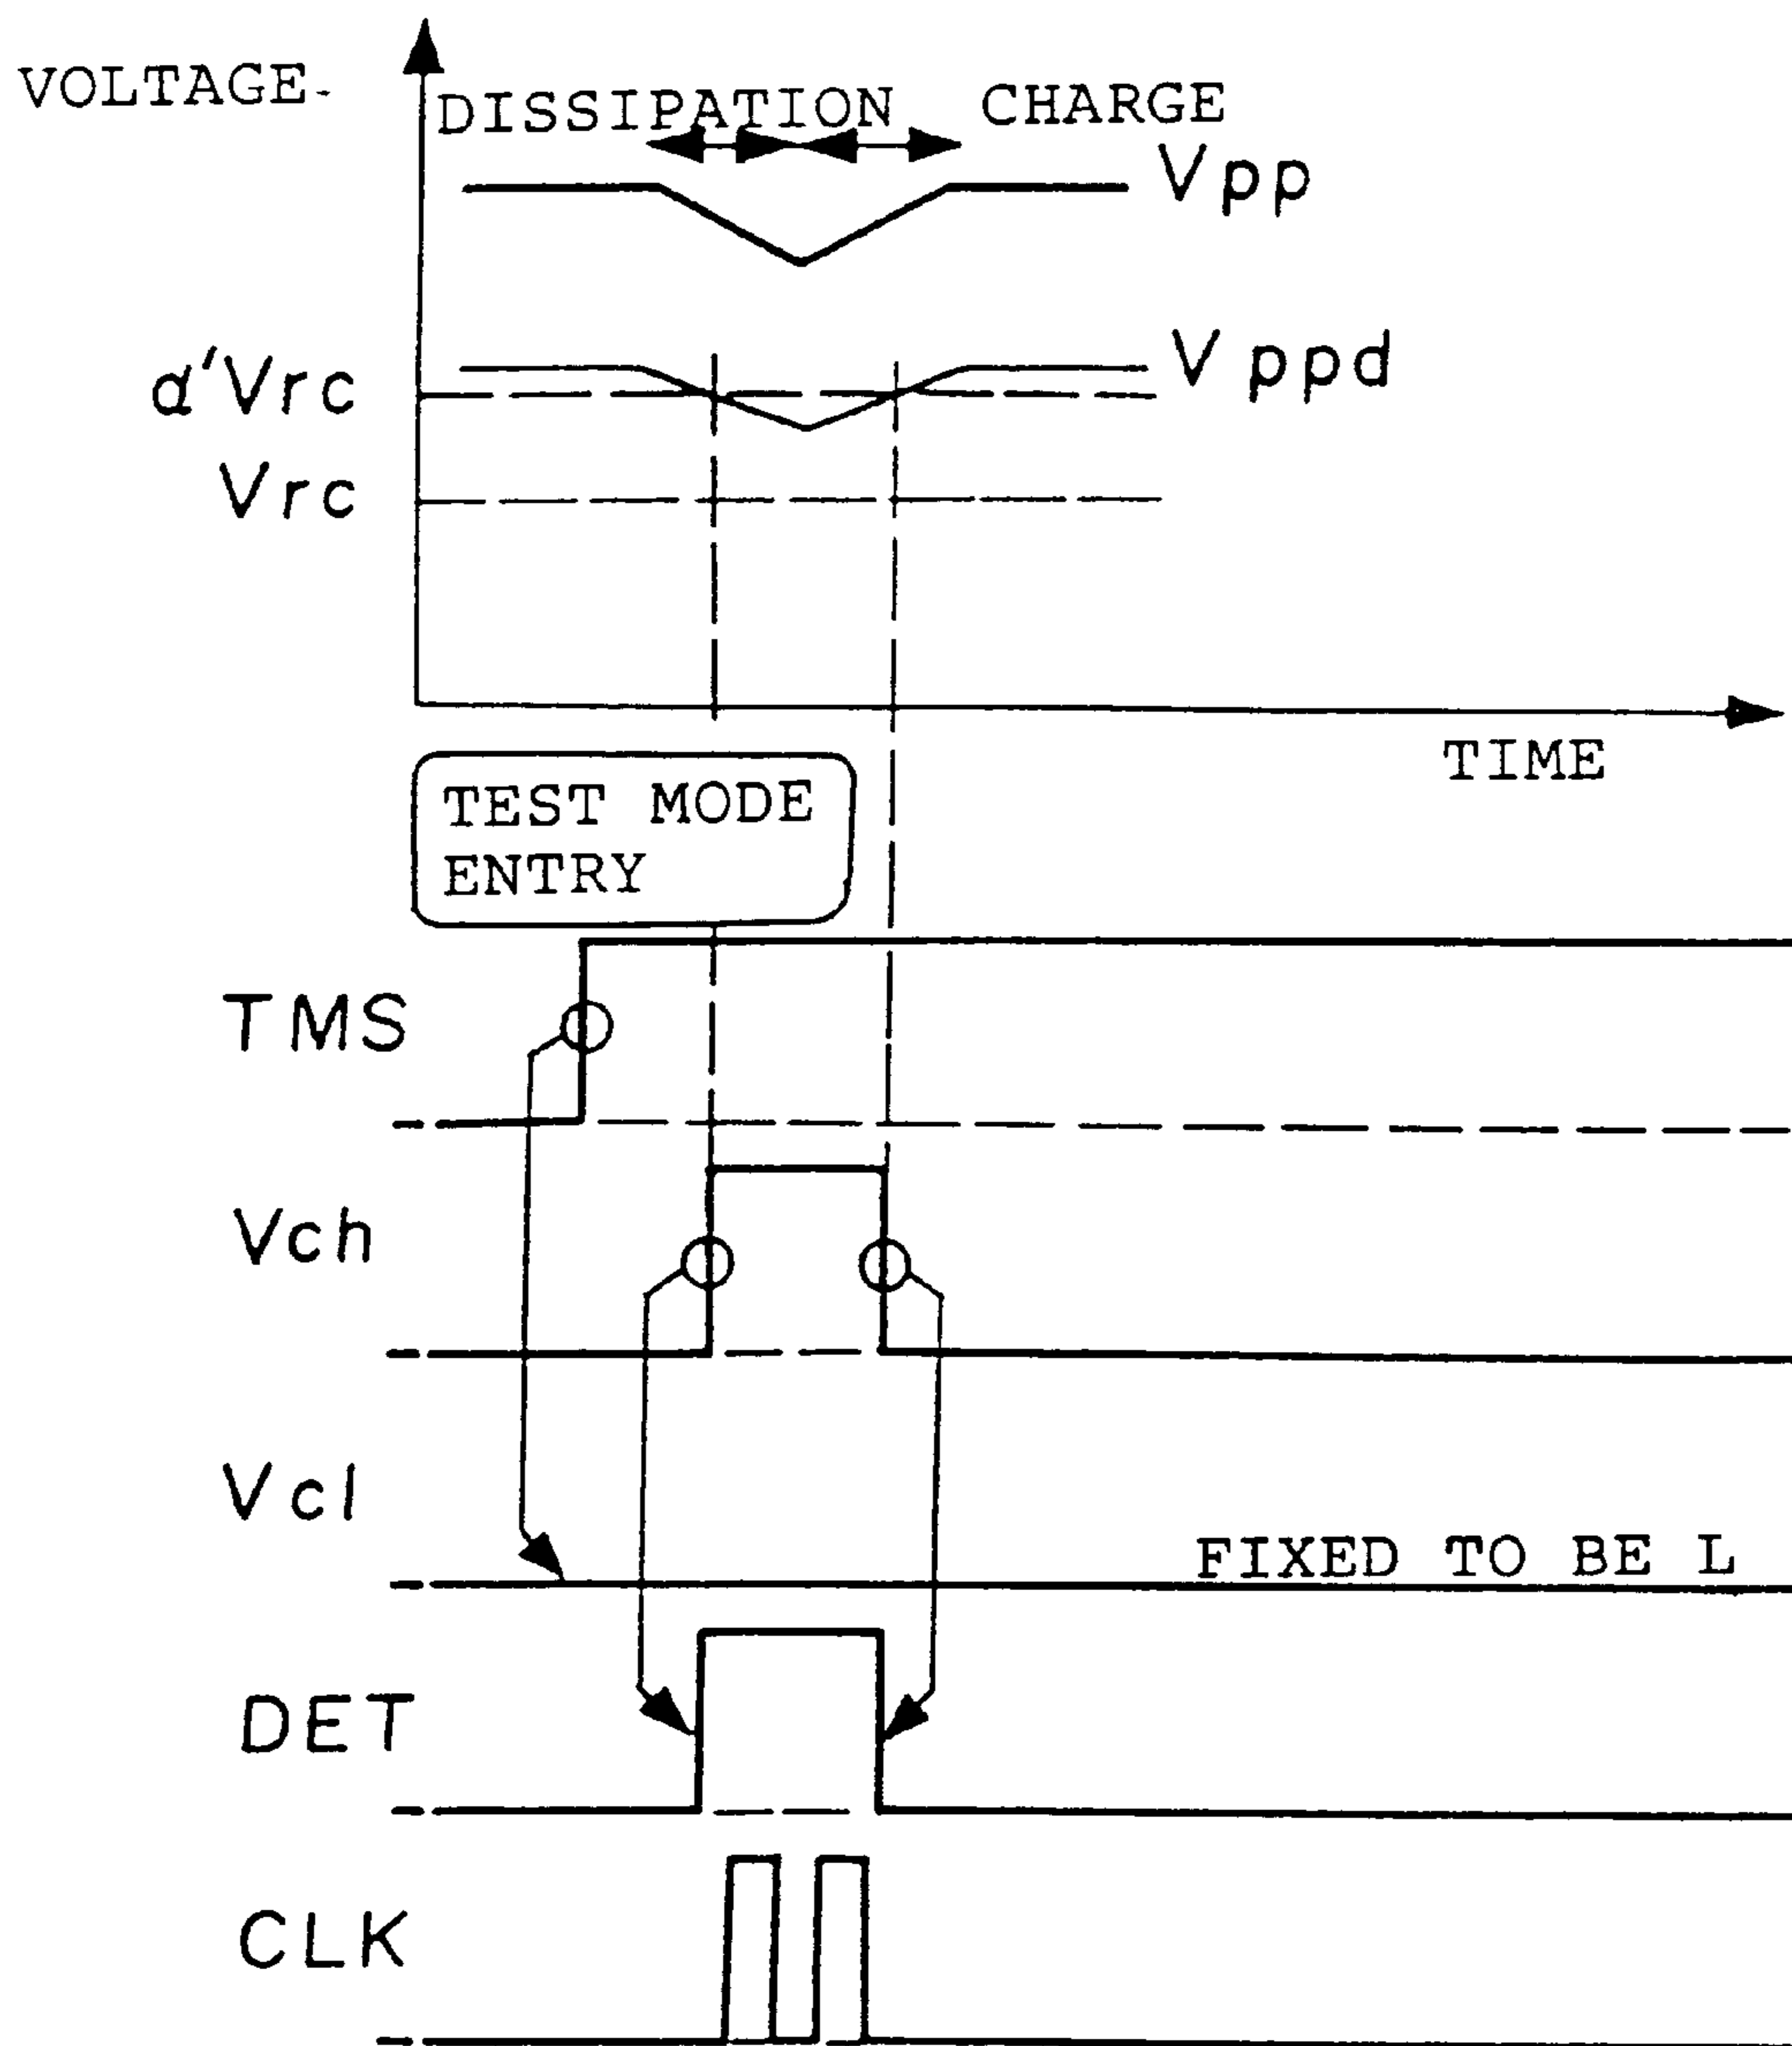 VOLTAGE
DISSIPATION CHARGE
Vpp
α'Vrc
Vppd
Vrc
TIME
TEST MODE
ENTRY
TMS
Vch
Vcl
FIXED TO BE L
DET
CLK